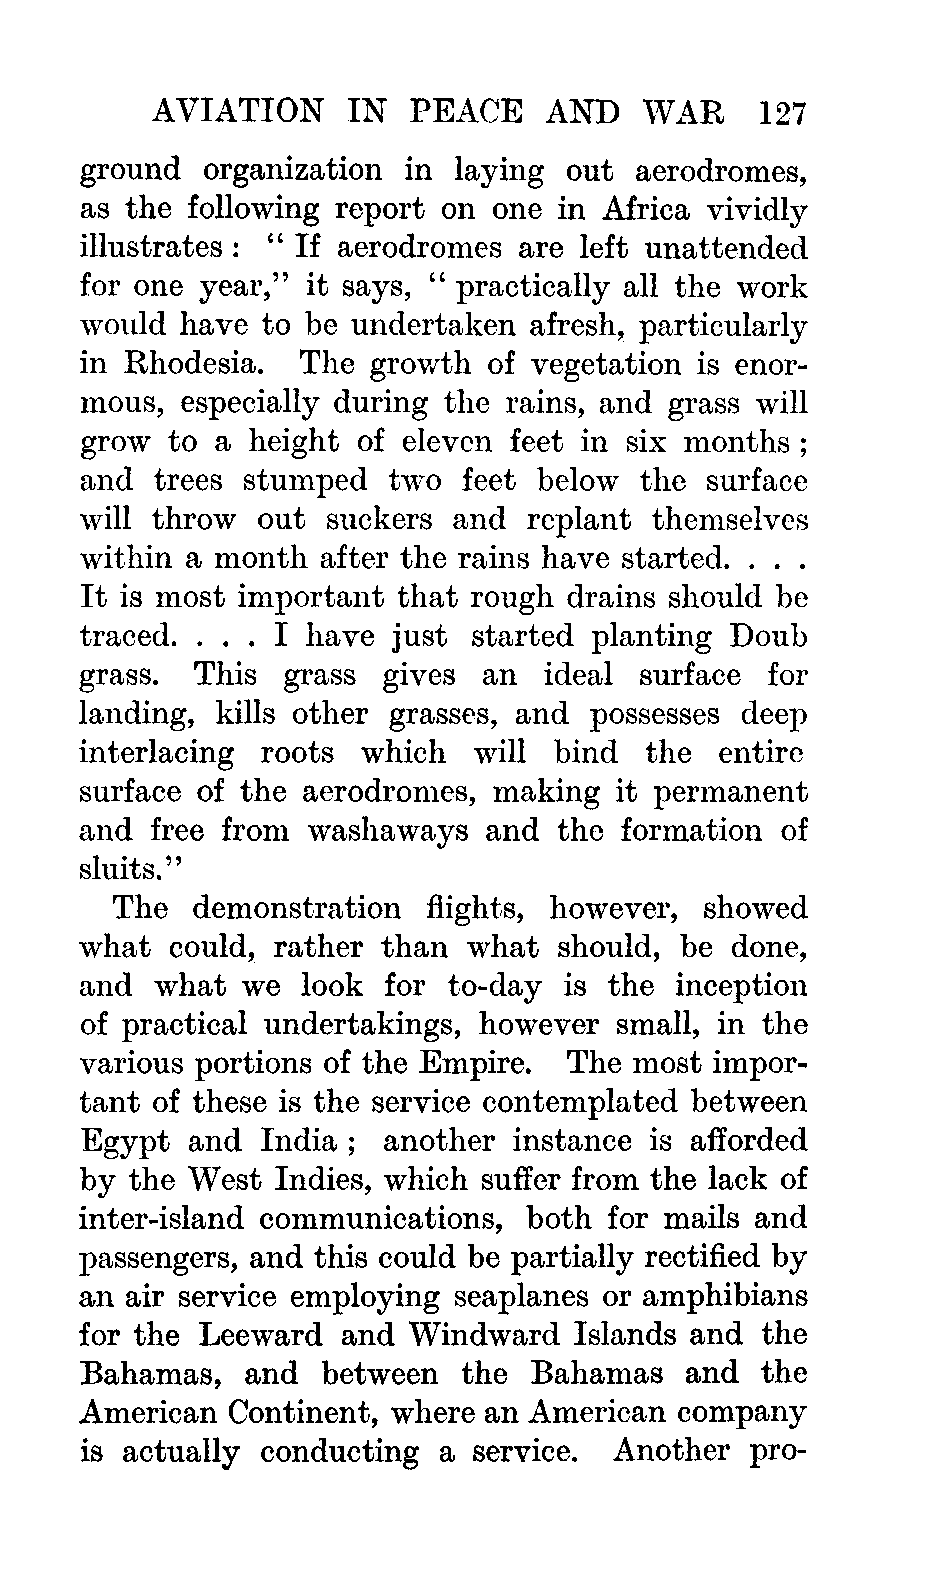 AVIATION IN PEACE AND WAR 127
ground organization in laying out aerodromes,
as the following report on one in Africa vividly
illustrates : “ If aerodromes are left unattended
for one year,” it says, “ practically all the work
would have to be undertaken afresh, particularly
in Rhodesia. The growth of vegetation is enor-
mous, especially during the rains, and grass will
grow to a height of eleven feet in six months ;
and trees stumped two feet below the surface
will throw out suckers and replant themselves
within a month after the rains have started. . . .
It is most important that rough drains should be
traced. . . . I have just started planting Doub
grass. This grass gives an ideal surface for
landing, kills other grasses, and possesses deep
interlacing roots which will bind the entire
surface of the aerodromes, making it permanent
and free from washaways and the formation of
sluits.”
The demonstration flights, however, showed
what could, rather than what should, be done,
and what we look for to-day is the inception
of practical undertakings, however small, in the
various portions of the Empire. The most impor-
tant of these is the service contemplated between
Egypt and India ; another instance is afforded
by the West Indies, which suffer from the lack of
inter-island communications, both for mails and
passengers, and this could be partially rectified by
an air service employing seaplanes or amphibians
for the Leeward and Windward Islands and the
Bahamas, and between the Bahamas and the
American Continent, where an American company
is actually conducting a service. Another pro-